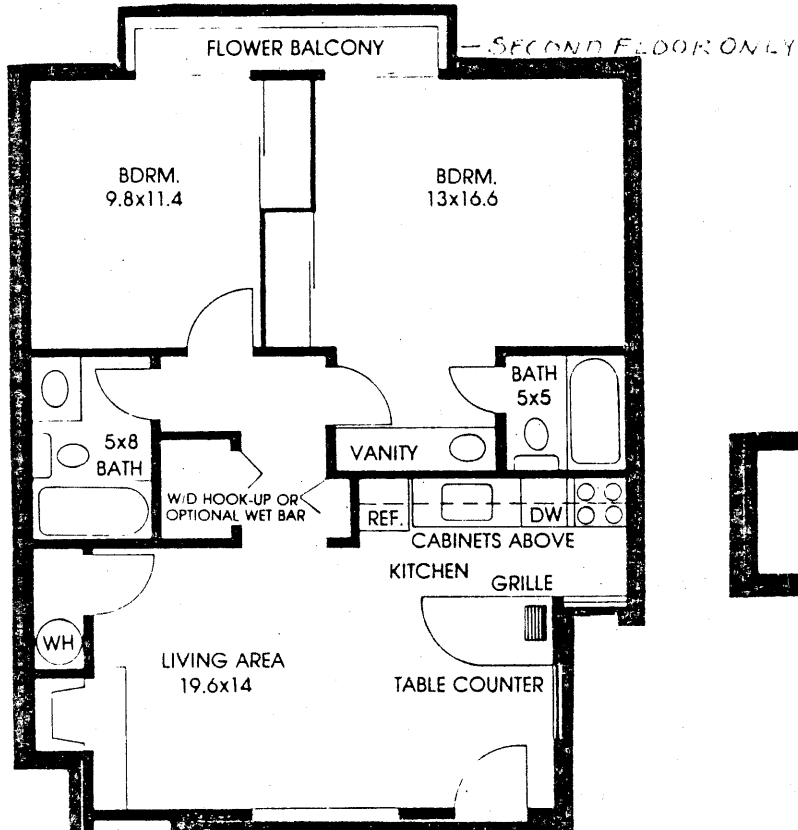 FLOWER BALCONY
- SECOND FLOOR ONLY
BDRM.
9.8x11.4
BDRM.
13x16.6
BATH
5x5
5x8
BATH
VANITY
W/D HOOK-UP OR
OPTIONAL WET BAR
REF.
DW
CABINETS ABOVE
KITCHEN
GRILLE
WH
LIVING AREA
19.6x14
TABLE COUNTER